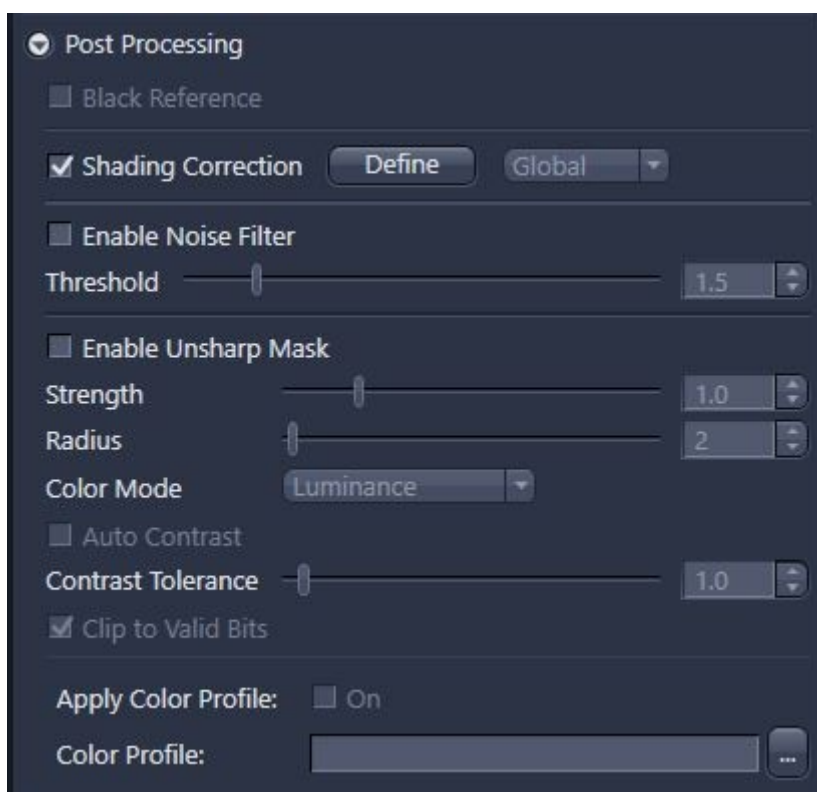 Post Processing
Black Reference
Shading Correction Define Global
Enable Noise Filter
Threshold 1.5
Enable Unsharp Mask
Strength 1.0
Radius 2
Color Mode Luminance
Auto Contrast
Contrast Tolerance 1.0
Clip to Valid Bits
Apply Color Profile: On
Color Profile: ...